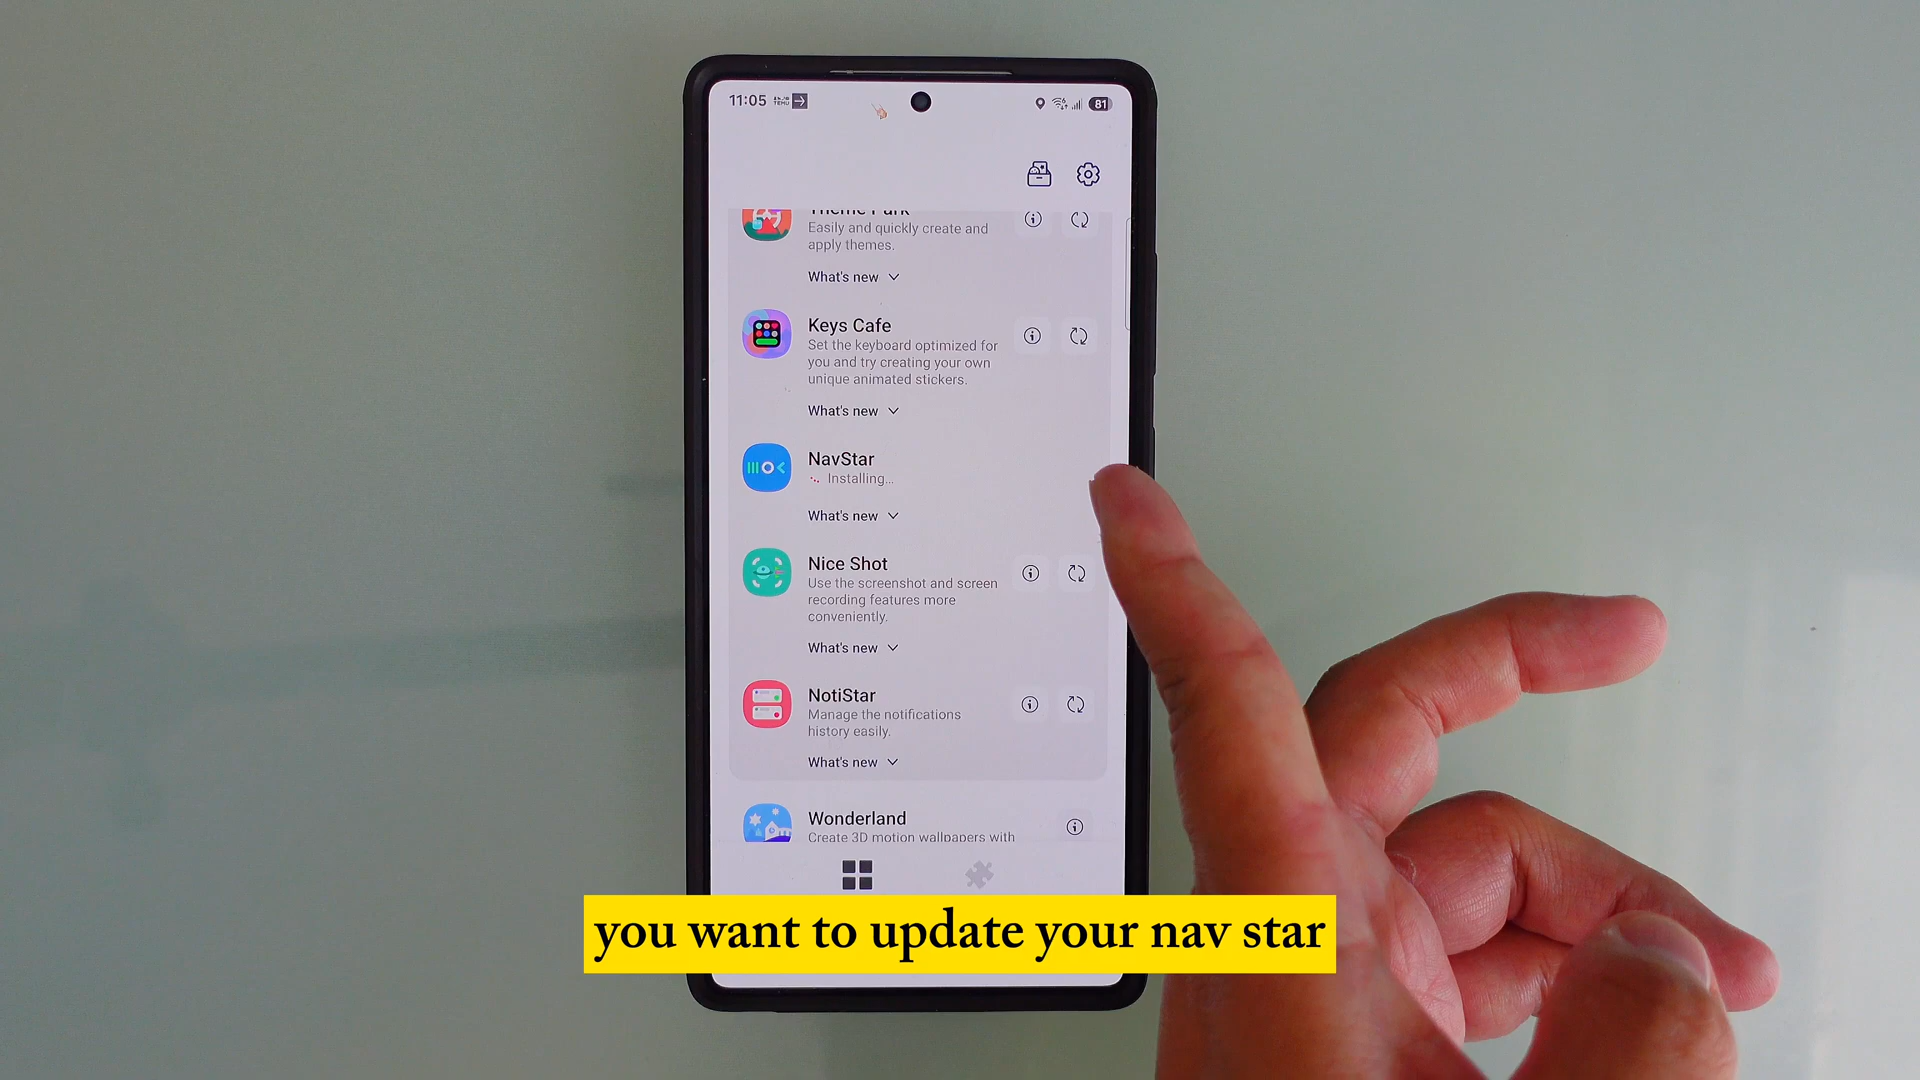 11:05
TEMU
81
Theme Park
Easily and quickly create and
apply themes.
What's new
Keys Cafe
Set the keyboard optimized for
you and try creating your own
unique animated stickers.
What's new
NavStar
Installing...
What's new
Nice Shot
Use the screenshot and screen
recording features more
conveniently.
What's new
NotiStar
Manage the notifications
history easily.
What's new
Wonderland
Create 3D motion wallpapers with
you want to update your nav star